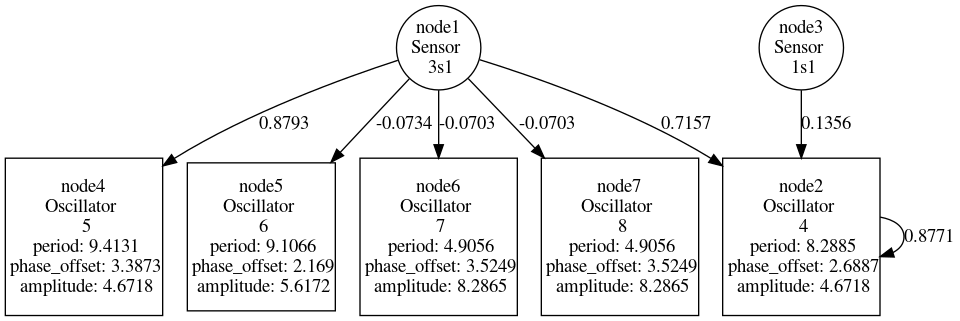 node1
Sensor
3s1
node3
Sensor
1s1
0.8793
-0.0734
-0.0703
-0.0703
0.7157
0.1356
node4
Oscillator
5
period: 9.4131
phase_offset: 3.3873
amplitude: 4.6718
node5
Oscillator
6
period: 9.1066
phase_offset: 2.169
amplitude: 5.6172
node6
Oscillator
7
period: 4.9056
phase_offset: 3.5249
amplitude: 8.2865
node7
Oscillator
8
period: 4.9056
phase_offset: 3.5249
amplitude: 8.2865
node2
Oscillator
4
period: 8.2885
phase_offset: 2.6887
amplitude: 4.6718
0.8771